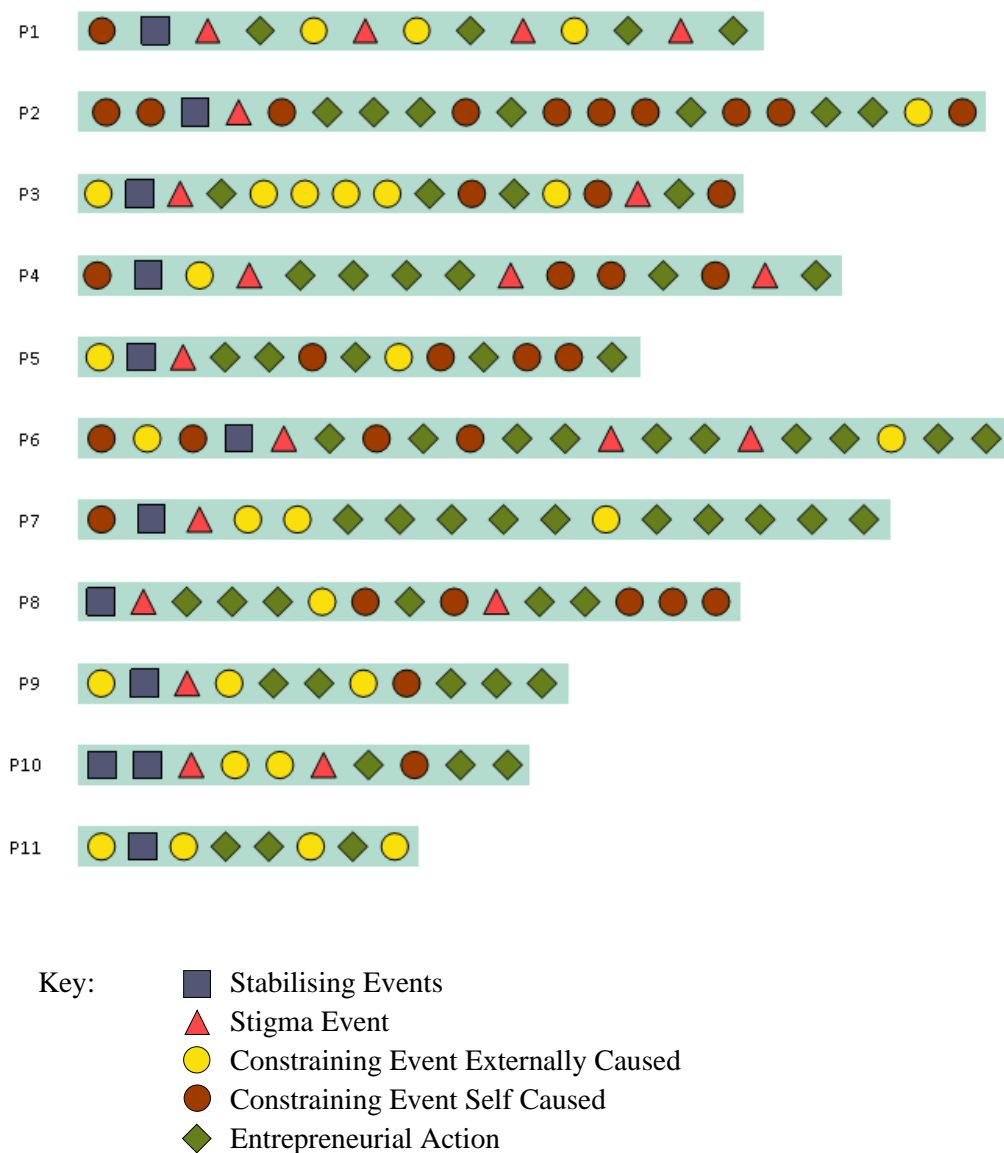 P1
P2
P3
P4
P5
P6
P7
P8
P9
P10
P11
Key: Stabilising Events
Stigma Event
Constraining Event Externally Caused
Constraining Event Self Caused
Entrepreneurial Action